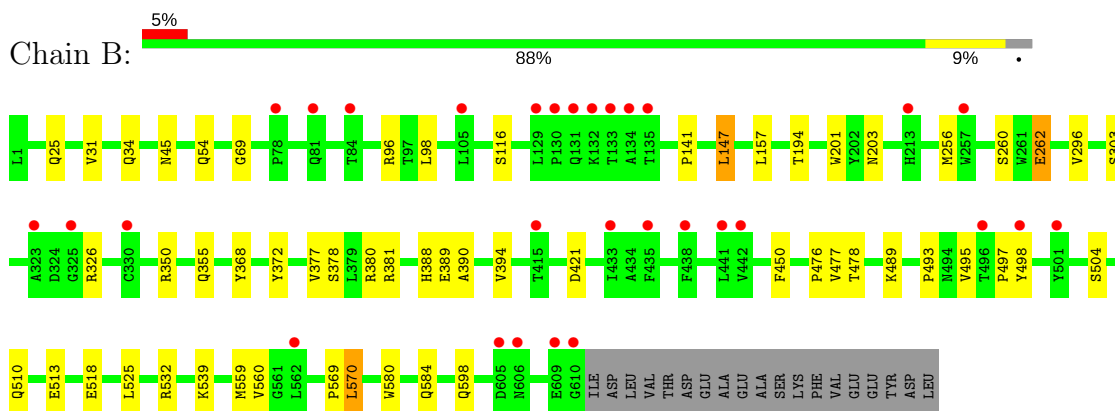 5%
Chain B:
88% 9% •
L1 Q25 V31 Q34 N45 Q54 G69 P78 Q81 T84 R96 T97 L98 L105 S116 L129 P130 Q131 K132 T133 A134 T135 P141 L147 L157 T194 W201 Y202 N203 H213 M256 W257 S260 W261 E262 V296
A323 D324 G325 R326 C330 R350 Q355 Y368 Y372 V377 S378 L379 R380 R381 H388 E389 A390 V394 T415 D421 I433 A434 F435 F438 L441 V442 F450 P476 V477 T478 K489 P493 N494 V495 T496 P497 Y498 Y501 S504
Q510 E513 E518 L525 R532 K539 M559 V560 G561 L562 P569 L570 W580 Q584 Q598 D605 N606 E609 G610 ILE ASP LEU VAL THR ASP GLU ALA GLU ALA SER LYS PHE VAL GLU GLU TYR ASP LEU